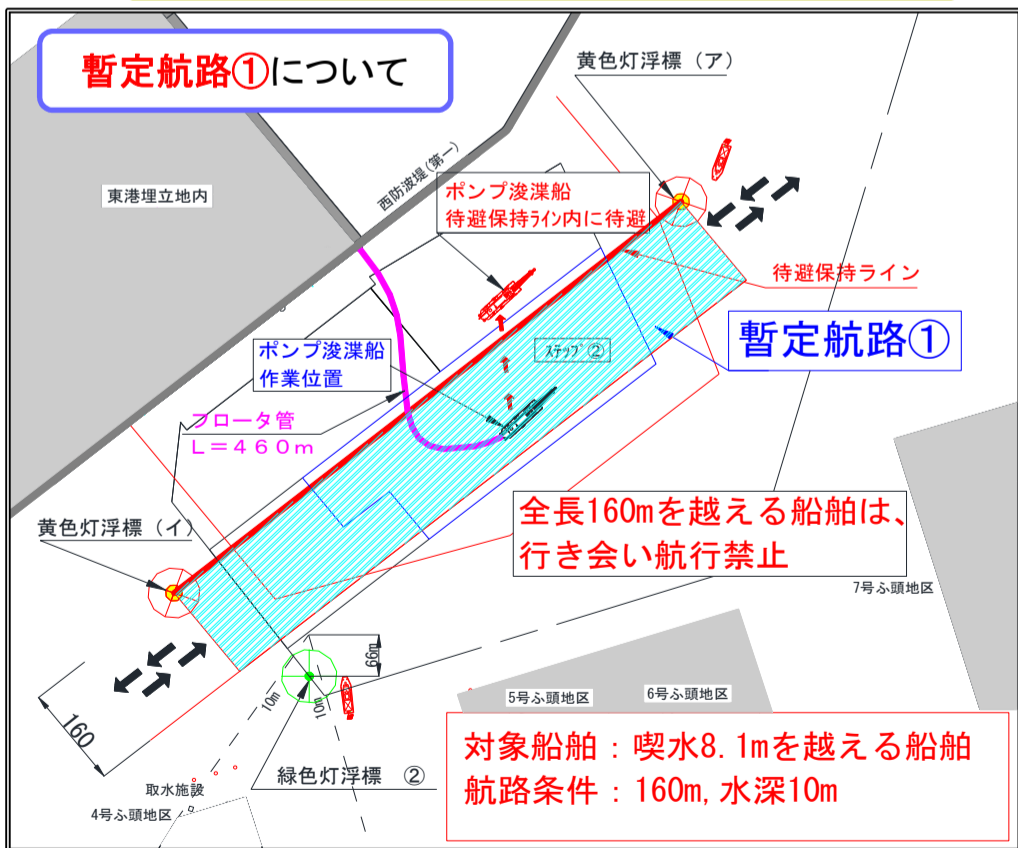 暫定航路①について
黄色灯浮標（ア）
東港埋立地内
西防波堤(第一)
ポンプ浚渫船
待避保持ライン内に待避
待避保持ライン
暫定航路①
ステップ②
ポンプ浚渫船
作業位置
フロータ管
L＝４６０ｍ
黄色灯浮標（イ）
全長160mを越える船舶は、
行き会い航行禁止
7号ふ頭地区
66m
10m
10m
160
5号ふ頭地区
6号ふ頭地区
緑色灯浮標　②
取水施設
4号ふ頭地区
対象船舶：喫水8.1mを越える船舶
航路条件：160m,水深10m